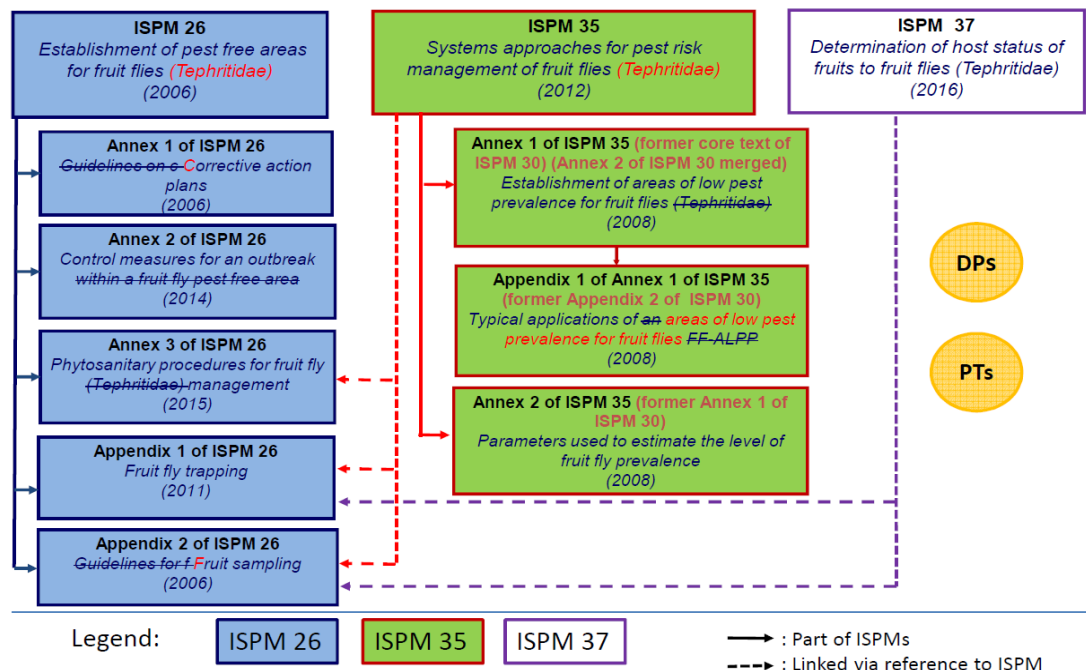 ISPM 26
Establishment of pest free areas
for fruit flies (Tephritidae)
(2006)
Annex 1 of ISPM 26
Guidelines on c Corrective action
plans
(2006)
Annex 2 of ISPM 26
Control measures for an outbreak
within a fruit fly pest free area
(2014)
Annex 3 of ISPM 26
Phytosanitary procedures for fruit fly
(Tephritidae) management
(2015)
Appendix 1 of ISPM 26
Fruit fly trapping
(2011)
Appendix 2 of ISPM 26
Guidelines for f Fruit sampling
(2006)
ISPM 35
Systems approaches for pest risk
management of fruit flies (Tephritidae)
(2012)
Annex 1 of ISPM 35 (former core text of
ISPM 30) (Annex 2 of ISPM 30 merged)
Establishment of areas of low pest
prevalence for fruit flies (Tephritidae)
(2008)
Appendix 1 of Annex 1 of ISPM 35
(former Appendix 2 of ISPM 30)
Typical applications of an areas of low pest
prevalence for fruit flies FF-ALPP
(2008)
Annex 2 of ISPM 35 (former Annex 1 of
ISPM 30)
Parameters used to estimate the level of
fruit fly prevalence
(2008)
ISPM 37
Determination of host status of
fruits to fruit flies (Tephritidae)
(2016)
DPs
PTs
Legend:
ISPM 26
ISPM 35
ISPM 37
: Part of ISPMs
: Linked via reference to ISPM